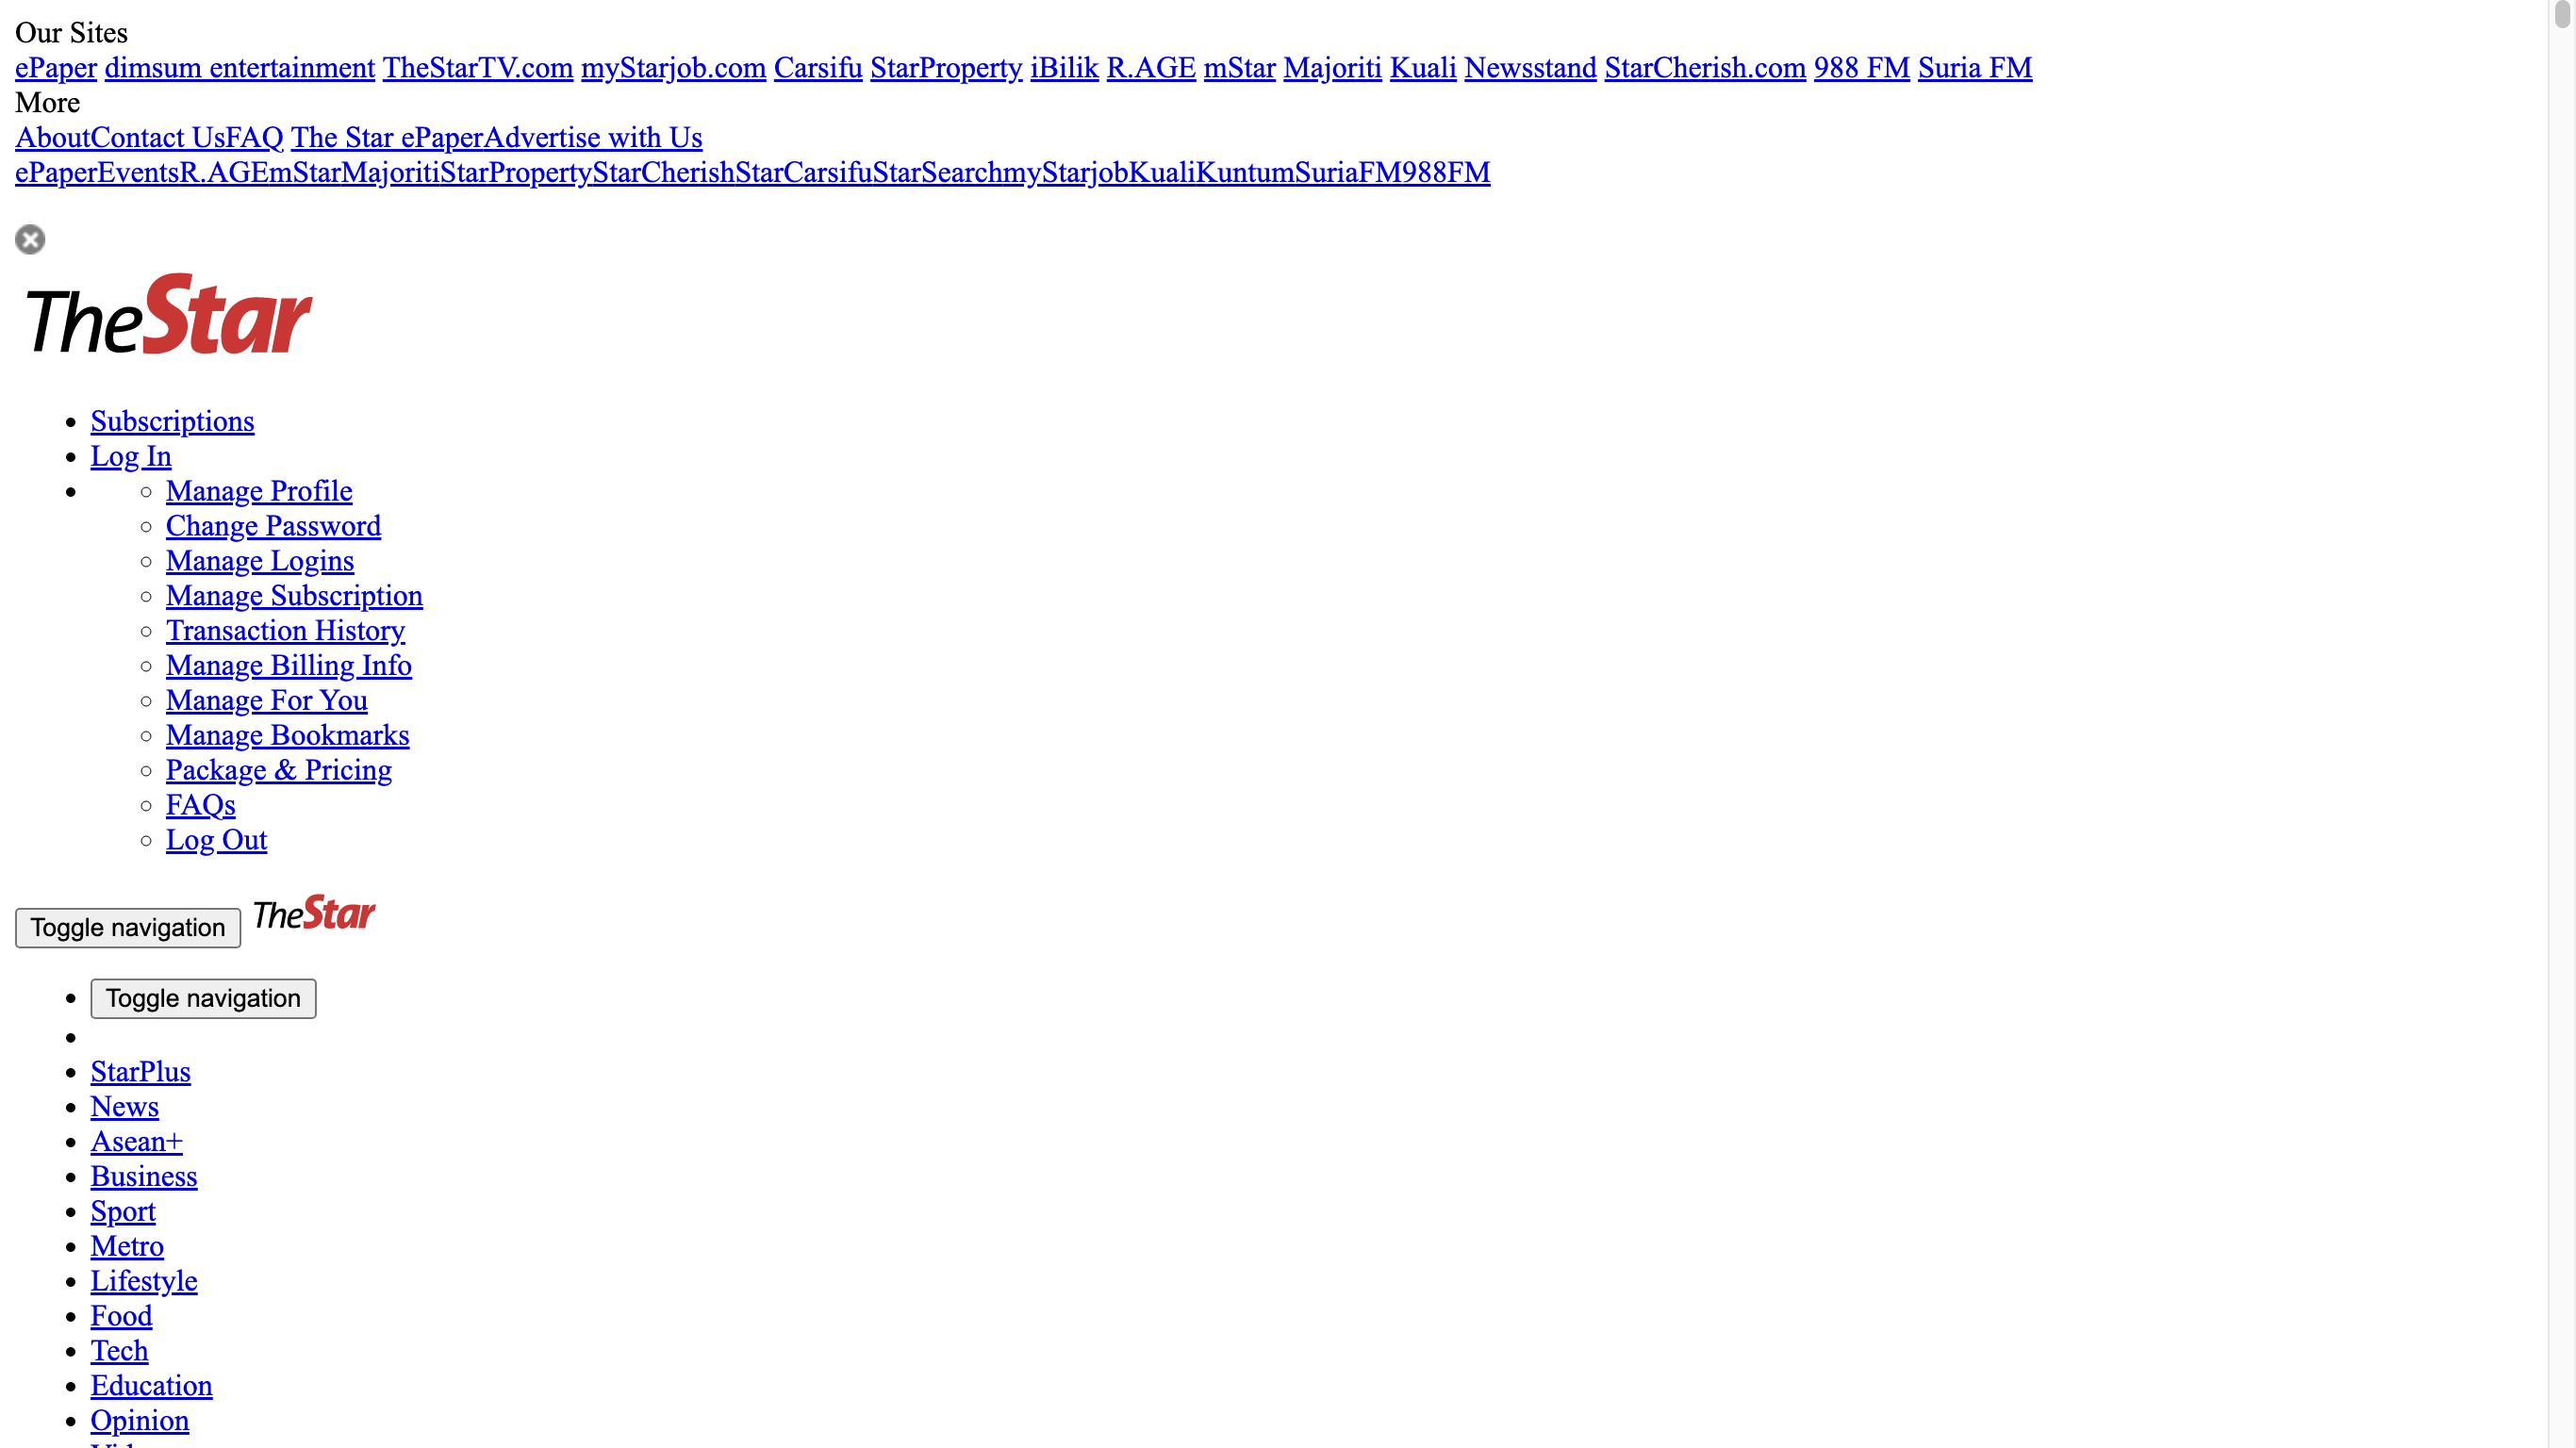 Our Sites
ePaper dimsum entertainment TheStarTV.com myStarjob.com Carsifu StarProperty iBilik R.AGE mStar Majoriti Kuali Newsstand StarCherish.com 988 FM Suria FM
More
AboutContact UsFAQ The Star ePaperAdvertise with Us
ePaperEventsR.AGEmStarMajoritiStarPropertyStarCherishStarCarsifuStarSearchmyStarjobKualiKuntumSuriaFM988FM
TheStar
Subscriptions
Log In
Manage Profile
Change Password
Manage Logins
Manage Subscription
Transaction History
Manage Billing Info
Manage For You
Manage Bookmarks
Package & Pricing
FAQs
Log Out
Toggle navigation TheStar
Toggle navigation
StarPlus
News
Asean+
Business
Sport
Metro
Lifestyle
Food
Tech
Education
Opinion